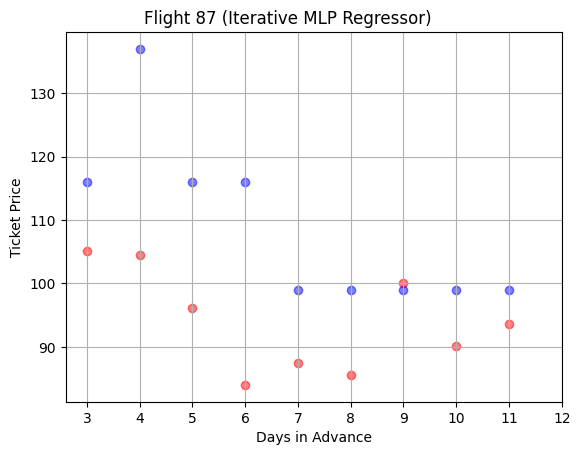 Flight 87 (Iterative MLP Regressor)
Ticket Price
130
120
110
100
90
3 4 5 6 7 8 9 10 11 12
Days in Advance